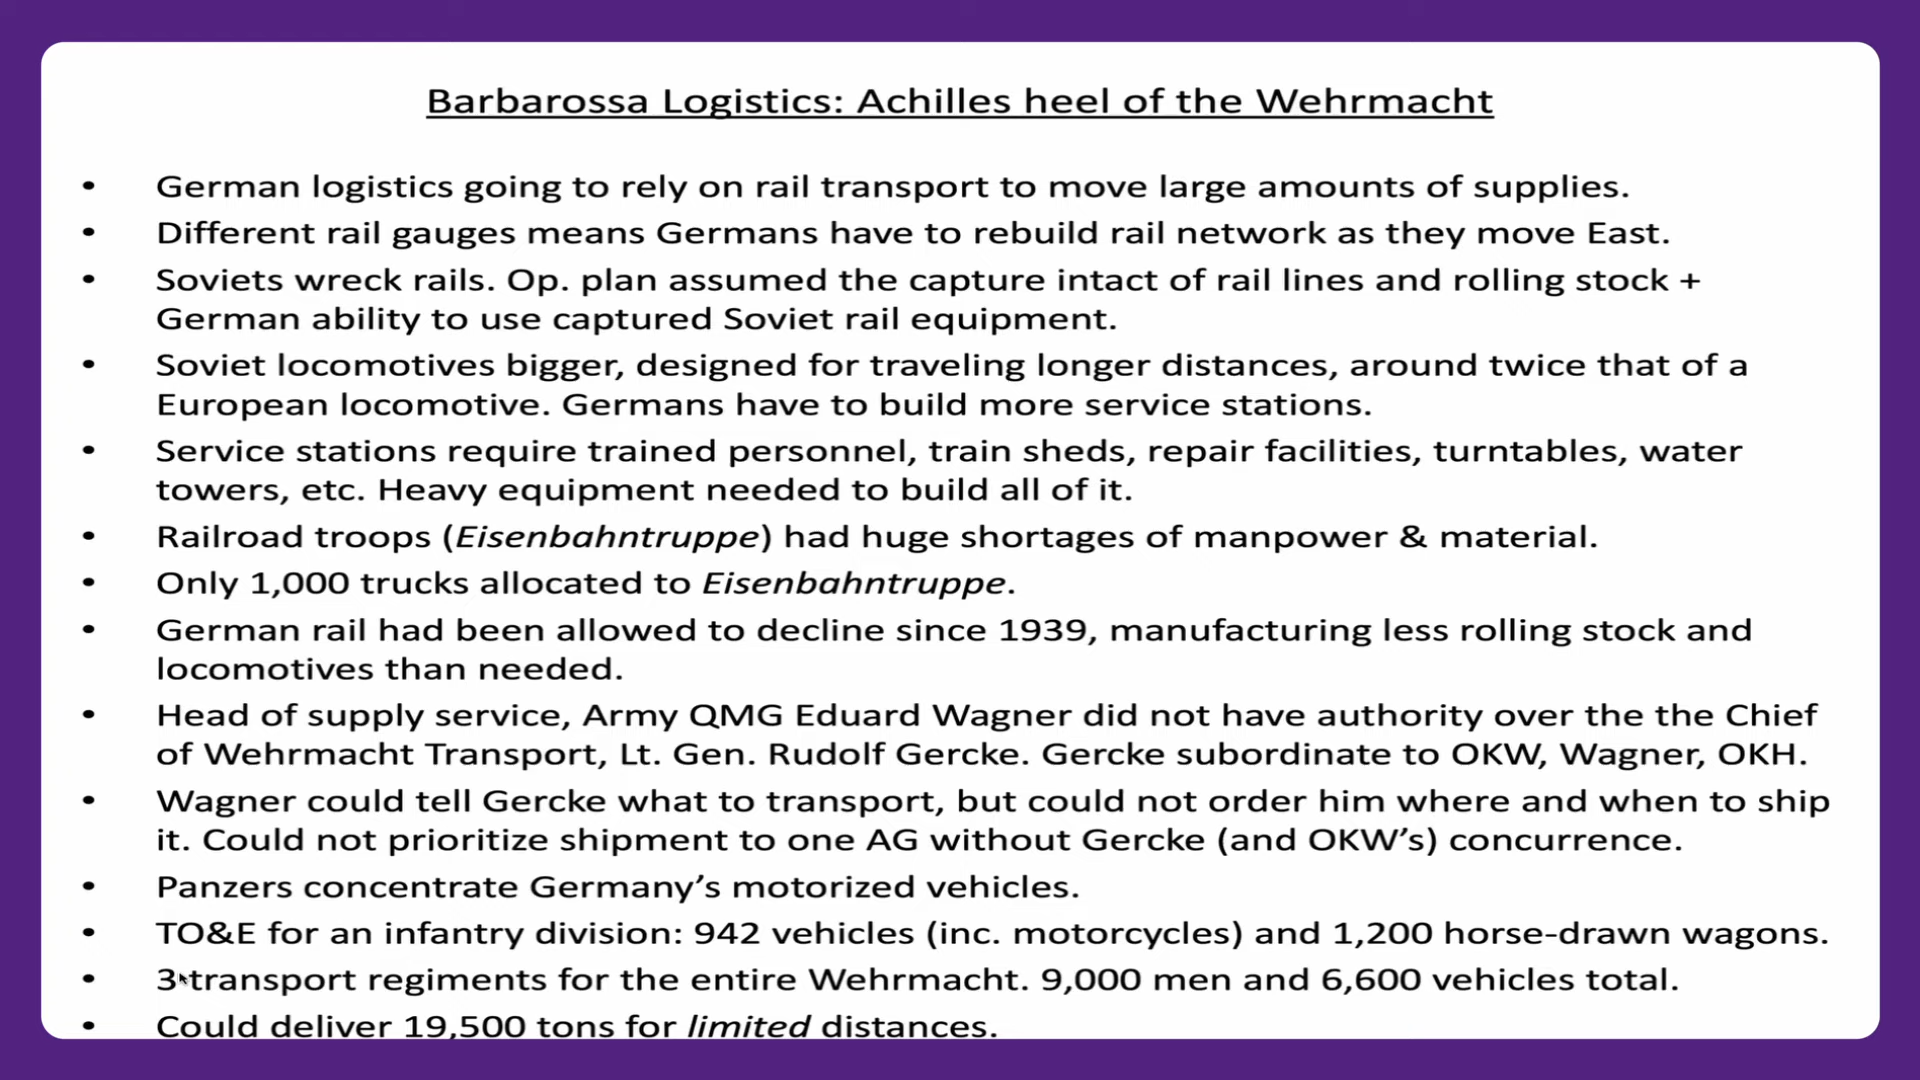 Barbarossa Logistics: Achilles heel of the Wehrmacht
• German logistics going to rely on rail transport to move large amounts of supplies.
• Different rail gauges means Germans have to rebuild rail network as they move East.
• Soviets wreck rails. Op. plan assumed the capture intact of rail lines and rolling stock +
German ability to use captured Soviet rail equipment.
• Soviet locomotives bigger, designed for traveling longer distances, around twice that of a
European locomotive. Germans have to build more service stations.
• Service stations require trained personnel, train sheds, repair facilities, turntables, water
towers, etc. Heavy equipment needed to build all of it.
• Railroad troops (Eisenbahntruppe) had huge shortages of manpower & material.
• Only 1,000 trucks allocated to Eisenbahntruppe.
• German rail had been allowed to decline since 1939, manufacturing less rolling stock and
locomotives than needed.
• Head of supply service, Army QMG Eduard Wagner did not have authority over the the Chief
of Wehrmacht Transport, Lt. Gen. Rudolf Gercke. Gercke subordinate to OKW, Wagner, OKH.
• Wagner could tell Gercke what to transport, but could not order him where and when to ship
it. Could not prioritize shipment to one AG without Gercke (and OKW’s) concurrence.
• Panzers concentrate Germany’s motorized vehicles.
• TO&E for an infantry division: 942 vehicles (inc. motorcycles) and 1,200 horse-drawn wagons.
• 3 transport regiments for the entire Wehrmacht. 9,000 men and 6,600 vehicles total.
• Could deliver 19,500 tons for limited distances.